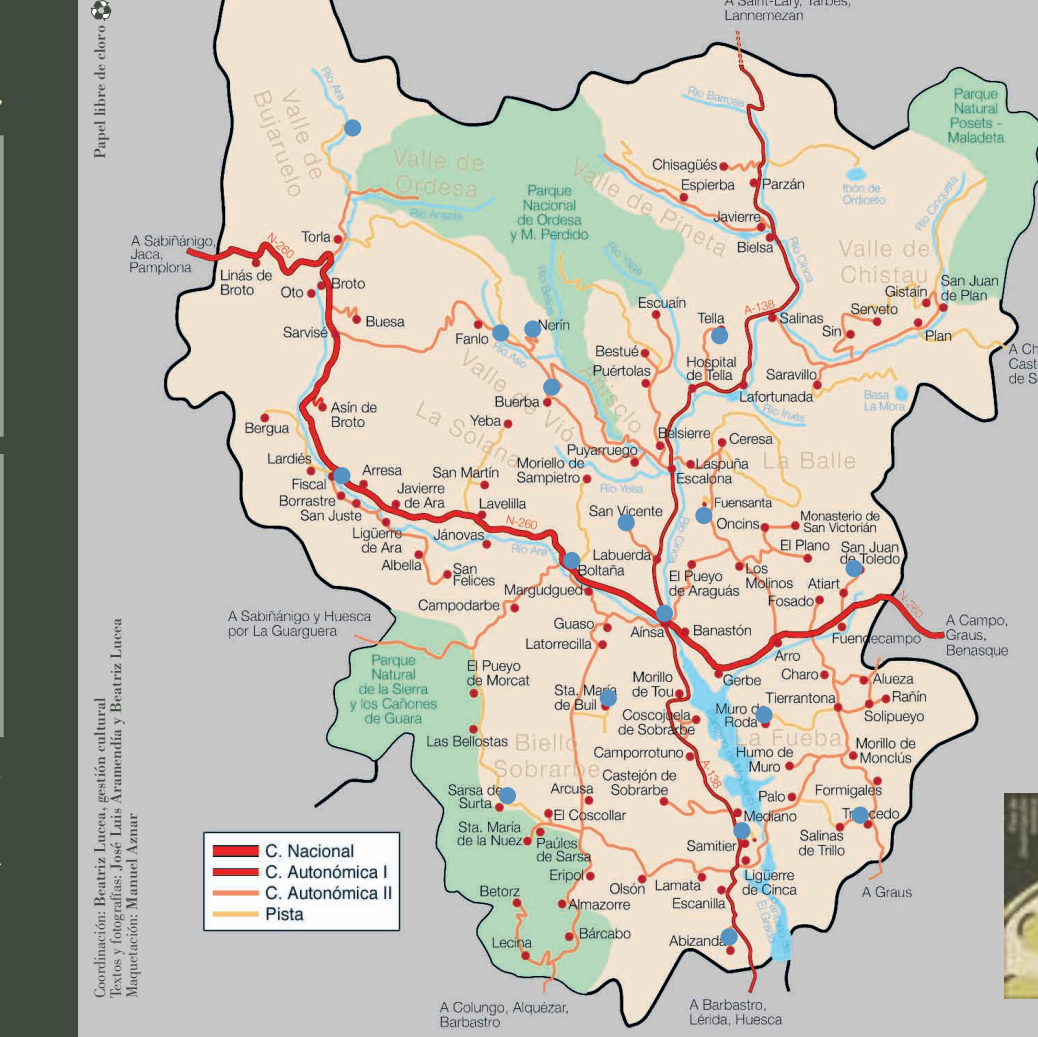 A Saint-Lary, Tarbes,
Lannemezan
Papel libre de cloro
Río Ara
Valle de
Bujaruelo
Valle de
Ordesa
Río Arazas
Parque
Nacional
de Ordesa
y M. Perdido
Río Barrosa
Valle de Pineta
Chisagüés
Espierba
Parzán
Javierre
Bielsa
Río Cinca
Ibón de
Ordiceto
Parque
Natural
Posets -
Maladeta
Río Cinqueta
Valle de
Chistau
San Juan
de Plan
Gistaín
Serveto
Sin
Plan
A Sabiñánigo,
Jaca,
Pamplona
N-260
Torla
Linás de
Broto
Oto
Broto
Buesa
Sarvisé
Fanlo
Nerín
Río Aso
Río Yaga
Escuaín
Tella
A-138
Salinas
Bestué
Puértolas
Hospital
de Tella
Saravillo
Lafortunada
Río Irués
Basa
La Mora
Añisclo
Valle de Vió
La Solana
Buerba
Yeba
Asín de
Broto
Bergua
Belsierre
Ceresa
Puyarruego
Laspuña
La Balle
Escalona
Moriello de
Sampietro
Río Yesa
Lardiés
Fiscal
Arresa
San Martín
Borrastre
San Juste
Javierre
de Ara
Lavelilla
Ligüerre
de Ara
Jánovas
N-260
Río Ara
Albella
San
Felices
San Vicente
Fuensanta
Oncins
Monasterio de
San Victorián
El Plano
San Juan
de Toledo
Río Cinca
Labuerda
Boltaña
El Pueyo
de Araguás
Los
Molinos
Atiart
Fosado
Margudgued
Campodarbe
N-260
A Sabiñánigo y Huesca
por La Guarguera
Guaso
Aínsa
Banastón
Fuendecampo
A Campo,
Graus,
Benasque
Latorrecilla
Arro
Parque
Natural
de la Sierra
y los Cañones
de Guara
El Pueyo
de Morcat
Morillo
de Tou
Gerbe
Charo
Alueza
Sta. María
de Buil
Tierrantona
Rañín
Coscojuela
de Sobrarbe
Muro de
Roda
Solipueyo
Las Bellostas
Biello
Sobrarbe
La Fueba
Camporrotuno
Humo de
Muro
Morillo de
Monclús
A-138
Castejón de
Sobrarbe
Sarsa de
Surta
Arcusa
Palo
Formigales
El Coscollar
Mediano
Sta. María
de la Nuez
Paúles
de Sarsa
Salinas
de Trillo
Samitier
Eripol
Ligüerre
de Cinca
Olsón
Lamata
Escanilla
A Graus
Betorz
Almazorre
Bárcabo
Lecina
Abizanda
C. Nacional
C. Autonómica I
C. Autonómica II
Pista
A Colungo, Alquézar,
Barbastro
A Barbastro,
Lérida, Huesca
Coordinación: Beatriz Lucea, gestión cultural
Textos y fotografías: José Luis Aramendía y Beatriz Lucea
Maquetación: Manuel Aznar